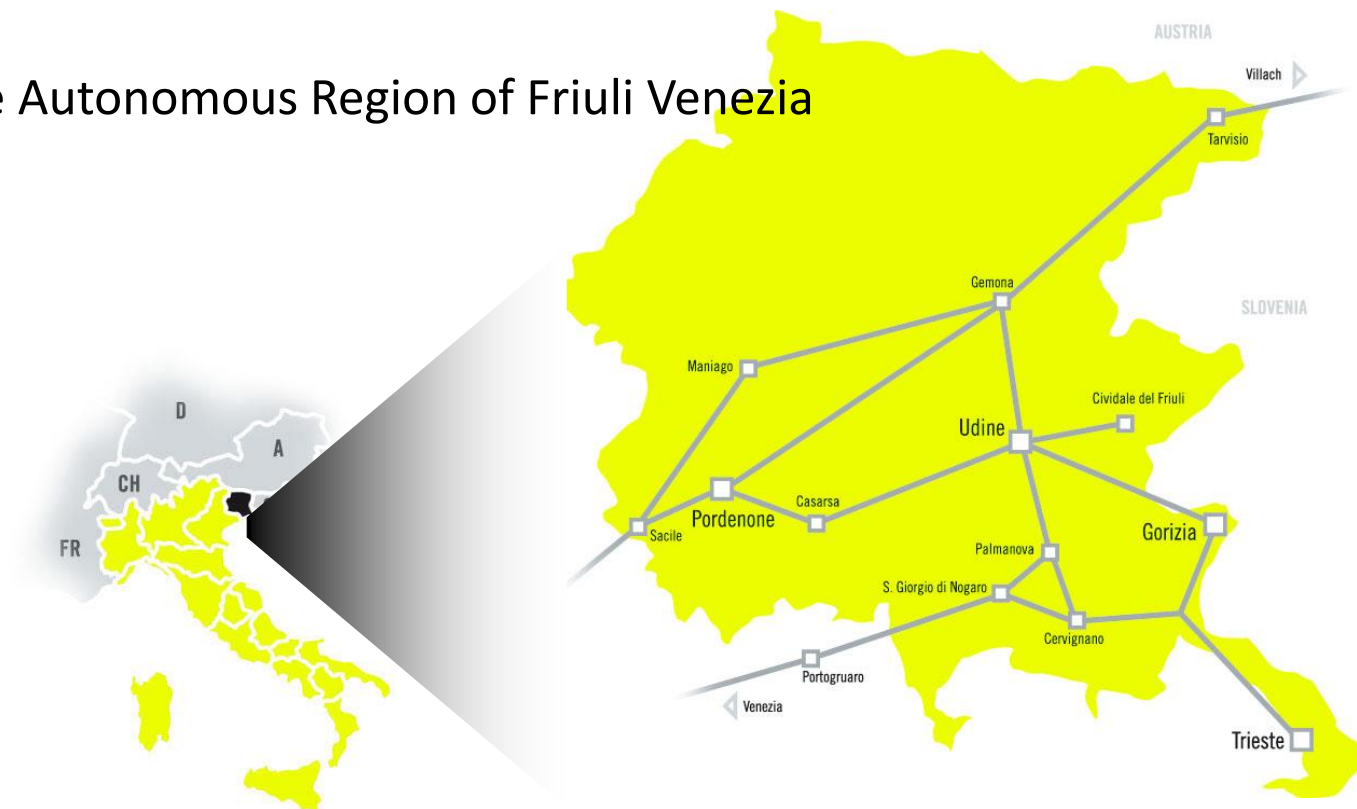 e Autonomous Region of Friuli Venezia
AUSTRIA
Villach
Tarvisio
Gemona
SLOVENIA
Maniago
Cividale del Friuli
Udine
D
A
CH
FR
Casarsa
Pordenone
Sacile
Gorizia
Palmanova
S. Giorgio di Nogaro
Cervignano
Portogruaro
Venezia
Trieste